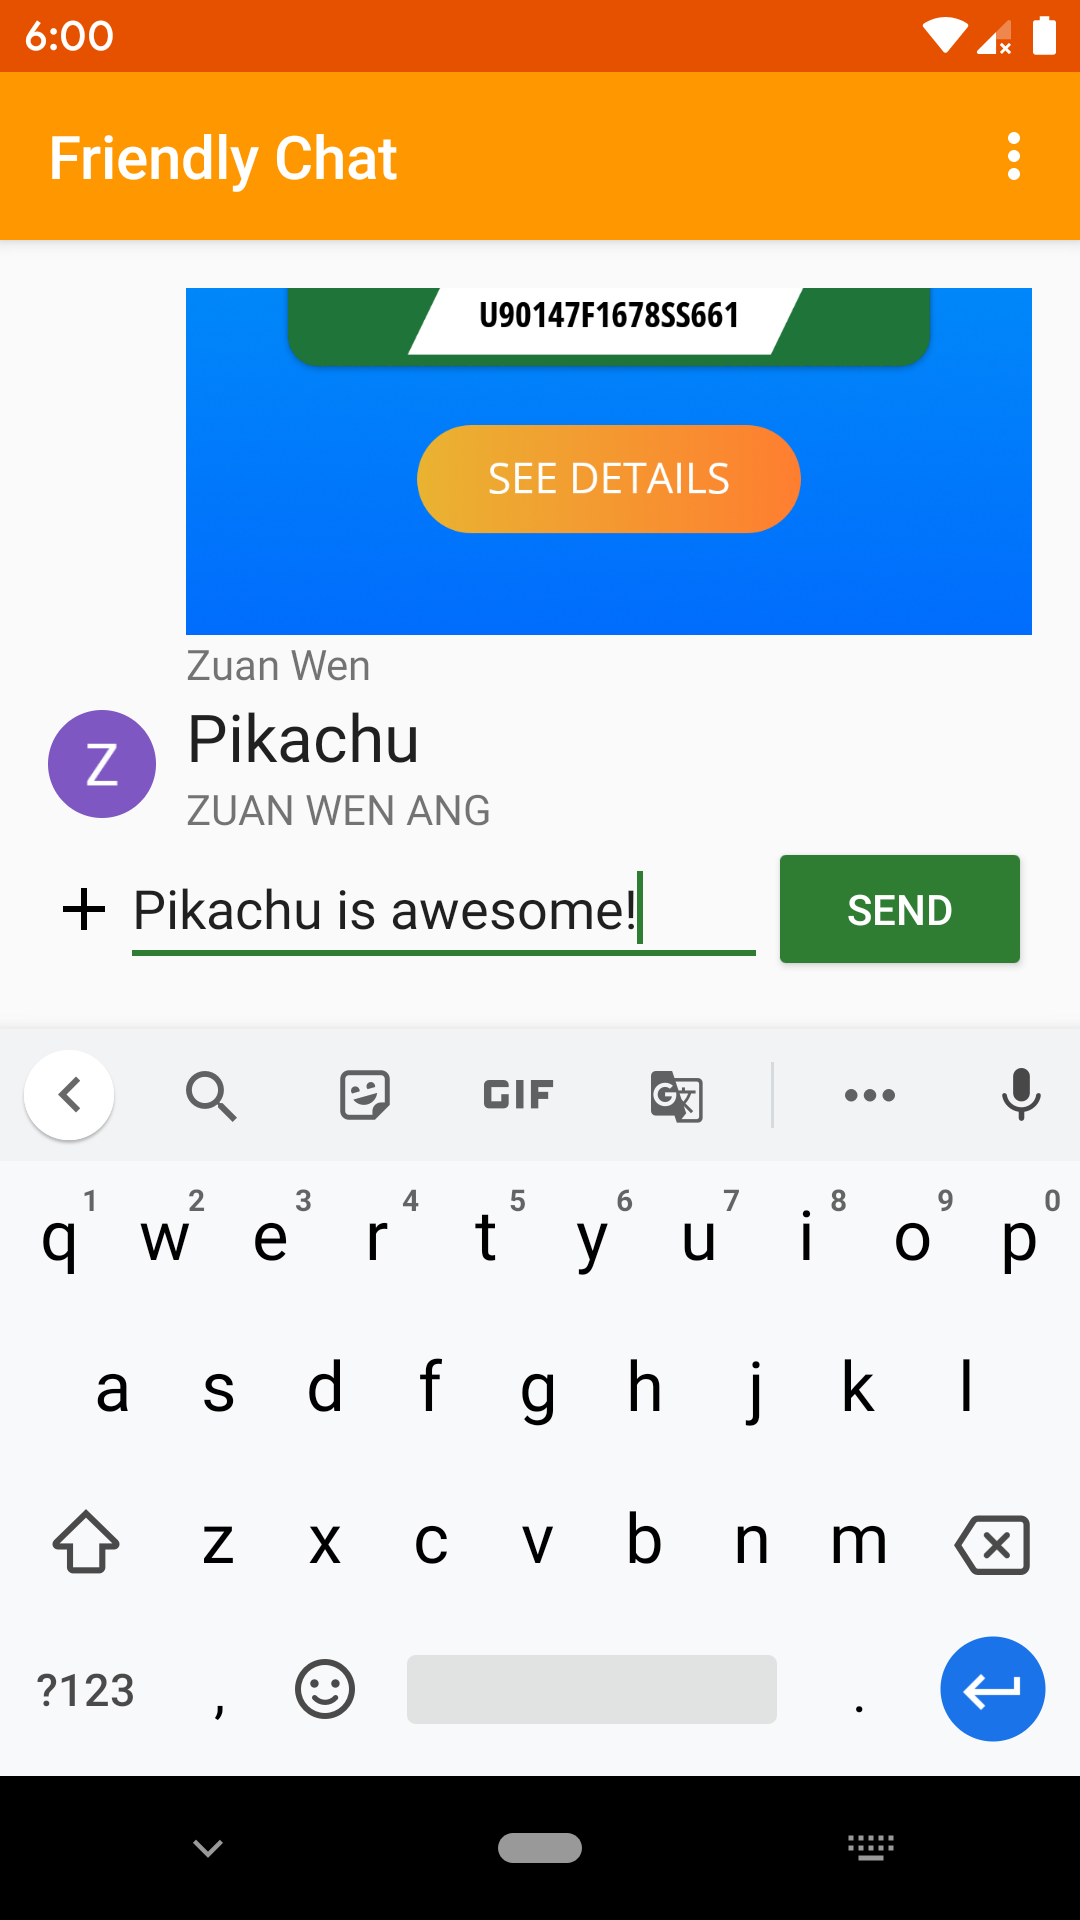 6:00
Friendly Chat
U90147F1678SS661
SEE DETAILS
Zuan Wen
Z
Pikachu
ZUAN WEN ANG
Pikachu is awesome!
SEND
GIF
G 文
1 2 3 4 5 6 7 8 9 0
q w e r t y u i o p
a s d f g h j k l
z x c v b n m
?123 , .